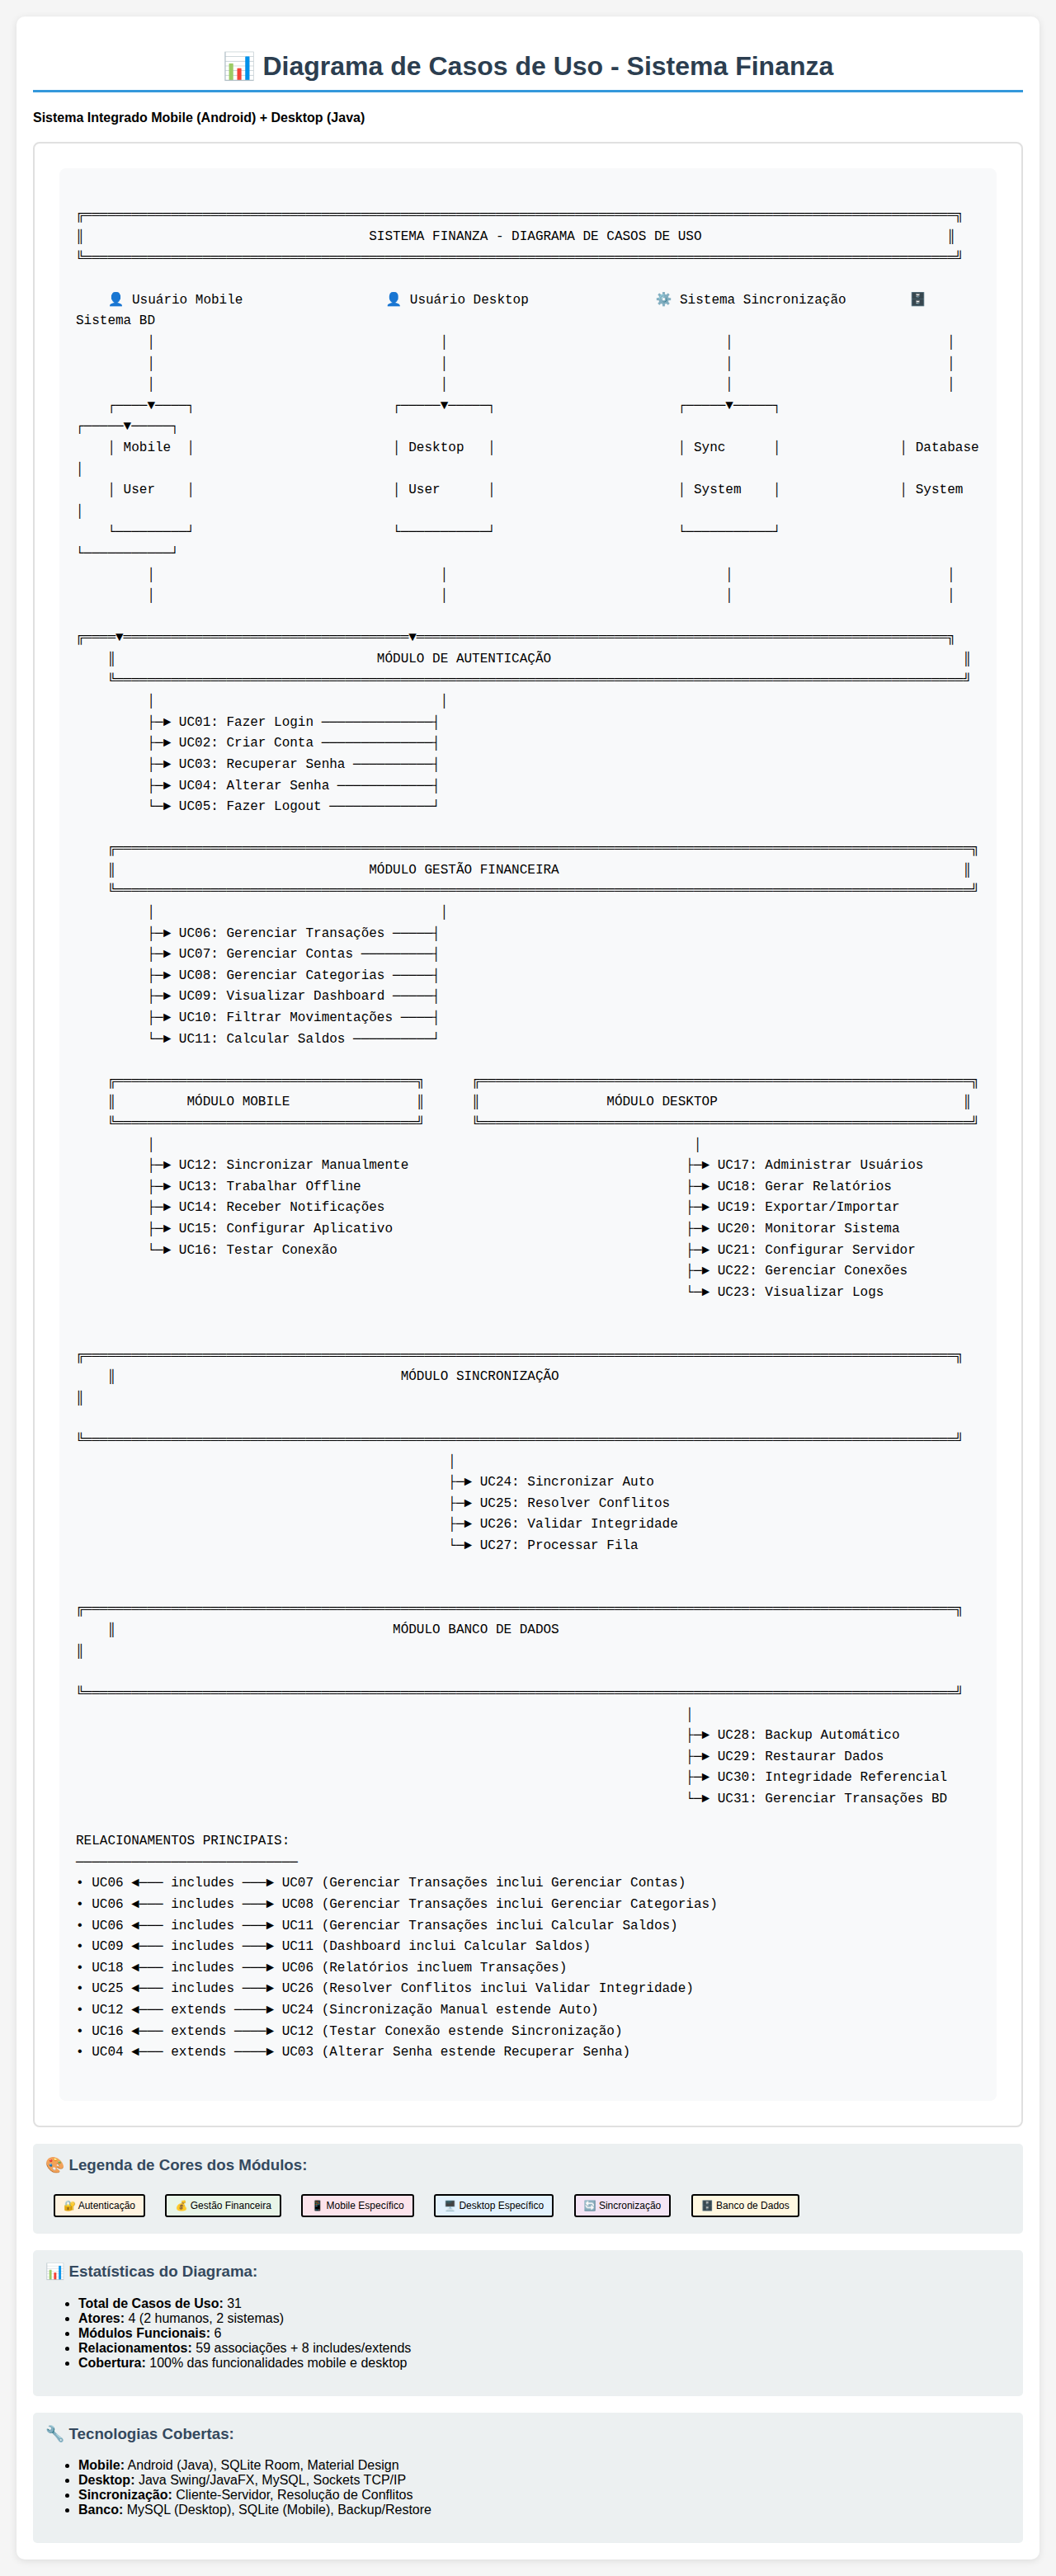 📊 Diagrama de Casos de Uso - Sistema Finanza
Sistema Integrado Mobile (Android) + Desktop (Java)
SISTEMA FINANZA - DIAGRAMA DE CASOS DE USO
👤 Usuário Mobile 👤 Usuário Desktop ⚙️ Sistema Sincronização 🗄️
Sistema BD
Mobile Desktop Sync Database
User User System System
MÓDULO DE AUTENTICAÇÃO
UC01: Fazer Login
UC02: Criar Conta
UC03: Recuperar Senha
UC04: Alterar Senha
UC05: Fazer Logout
MÓDULO GESTÃO FINANCEIRA
UC06: Gerenciar Transações
UC07: Gerenciar Contas
UC08: Gerenciar Categorias
UC09: Visualizar Dashboard
UC10: Filtrar Movimentações
UC11: Calcular Saldos
MÓDULO MOBILE MÓDULO DESKTOP
UC12: Sincronizar Manualmente UC17: Administrar Usuários
UC13: Trabalhar Offline UC18: Gerar Relatórios
UC14: Receber Notificações UC19: Exportar/Importar
UC15: Configurar Aplicativo UC20: Monitorar Sistema
UC16: Testar Conexão UC21: Configurar Servidor
UC22: Gerenciar Conexões
UC23: Visualizar Logs
MÓDULO SINCRONIZAÇÃO
UC24: Sincronizar Auto
UC25: Resolver Conflitos
UC26: Validar Integridade
UC27: Processar Fila
MÓDULO BANCO DE DADOS
UC28: Backup Automático
UC29: Restaurar Dados
UC30: Integridade Referencial
UC31: Gerenciar Transações BD
RELACIONAMENTOS PRINCIPAIS:
• UC06 ◄─── includes ───► UC07 (Gerenciar Transações inclui Gerenciar Contas)
• UC06 ◄─── includes ───► UC08 (Gerenciar Transações inclui Gerenciar Categorias)
• UC06 ◄─── includes ───► UC11 (Gerenciar Transações inclui Calcular Saldos)
• UC09 ◄─── includes ───► UC11 (Dashboard inclui Calcular Saldos)
• UC18 ◄─── includes ───► UC06 (Relatórios incluem Transações)
• UC25 ◄─── includes ───► UC26 (Resolver Conflitos inclui Validar Integridade)
• UC12 ◄─── extends ────► UC24 (Sincronização Manual estende Auto)
• UC16 ◄─── extends ────► UC12 (Testar Conexão estende Sincronização)
• UC04 ◄─── extends ────► UC03 (Alterar Senha estende Recuperar Senha)
🎨 Legenda de Cores dos Módulos:
🔐 Autenticação 💰 Gestão Financeira 📱 Mobile Específico 🖥️ Desktop Específico 🔄 Sincronização 🗄️ Banco de Dados
📊 Estatísticas do Diagrama:
• Total de Casos de Uso: 31
• Atores: 4 (2 humanos, 2 sistemas)
• Módulos Funcionais: 6
• Relacionamentos: 59 associações + 8 includes/extends
• Cobertura: 100% das funcionalidades mobile e desktop
🔧 Tecnologias Cobertas:
• Mobile: Android (Java), SQLite Room, Material Design
• Desktop: Java Swing/JavaFX, MySQL, Sockets TCP/IP
• Sincronização: Cliente-Servidor, Resolução de Conflitos
• Banco: MySQL (Desktop), SQLite (Mobile), Backup/Restore